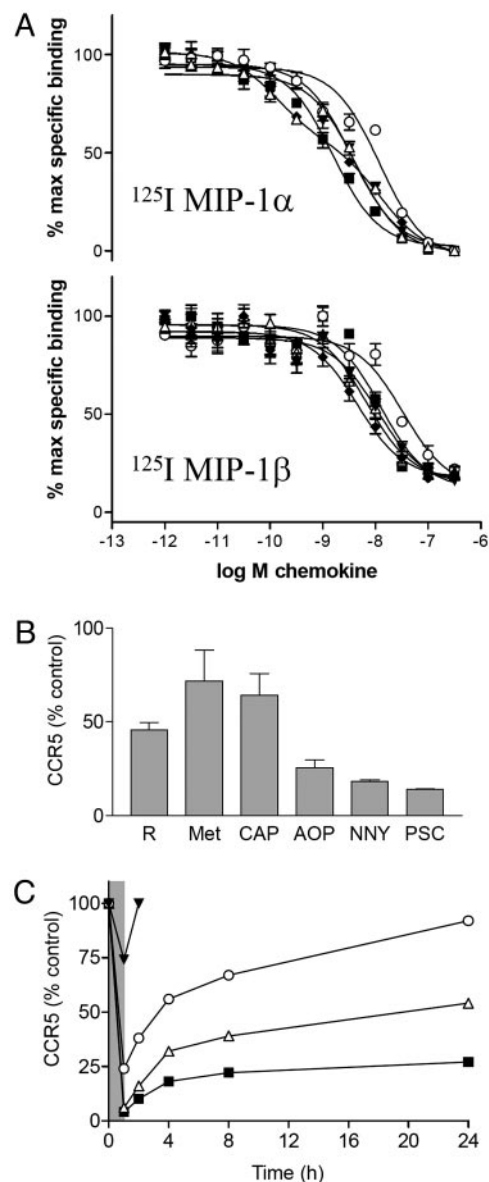 A
% max specific binding
100
50
0
125I MIP-1α
% max specific binding
100
50
0
125I MIP-1β
-13 -12 -11 -10 -9 -8 -7 -6
log M chemokine
B
CCR5 (% control)
100
50
0
R Met CAP AOP NNY PSC
C
CCR5 (% control)
100
75
50
25
0
0 4 8 12 16 20 24
Time (h)